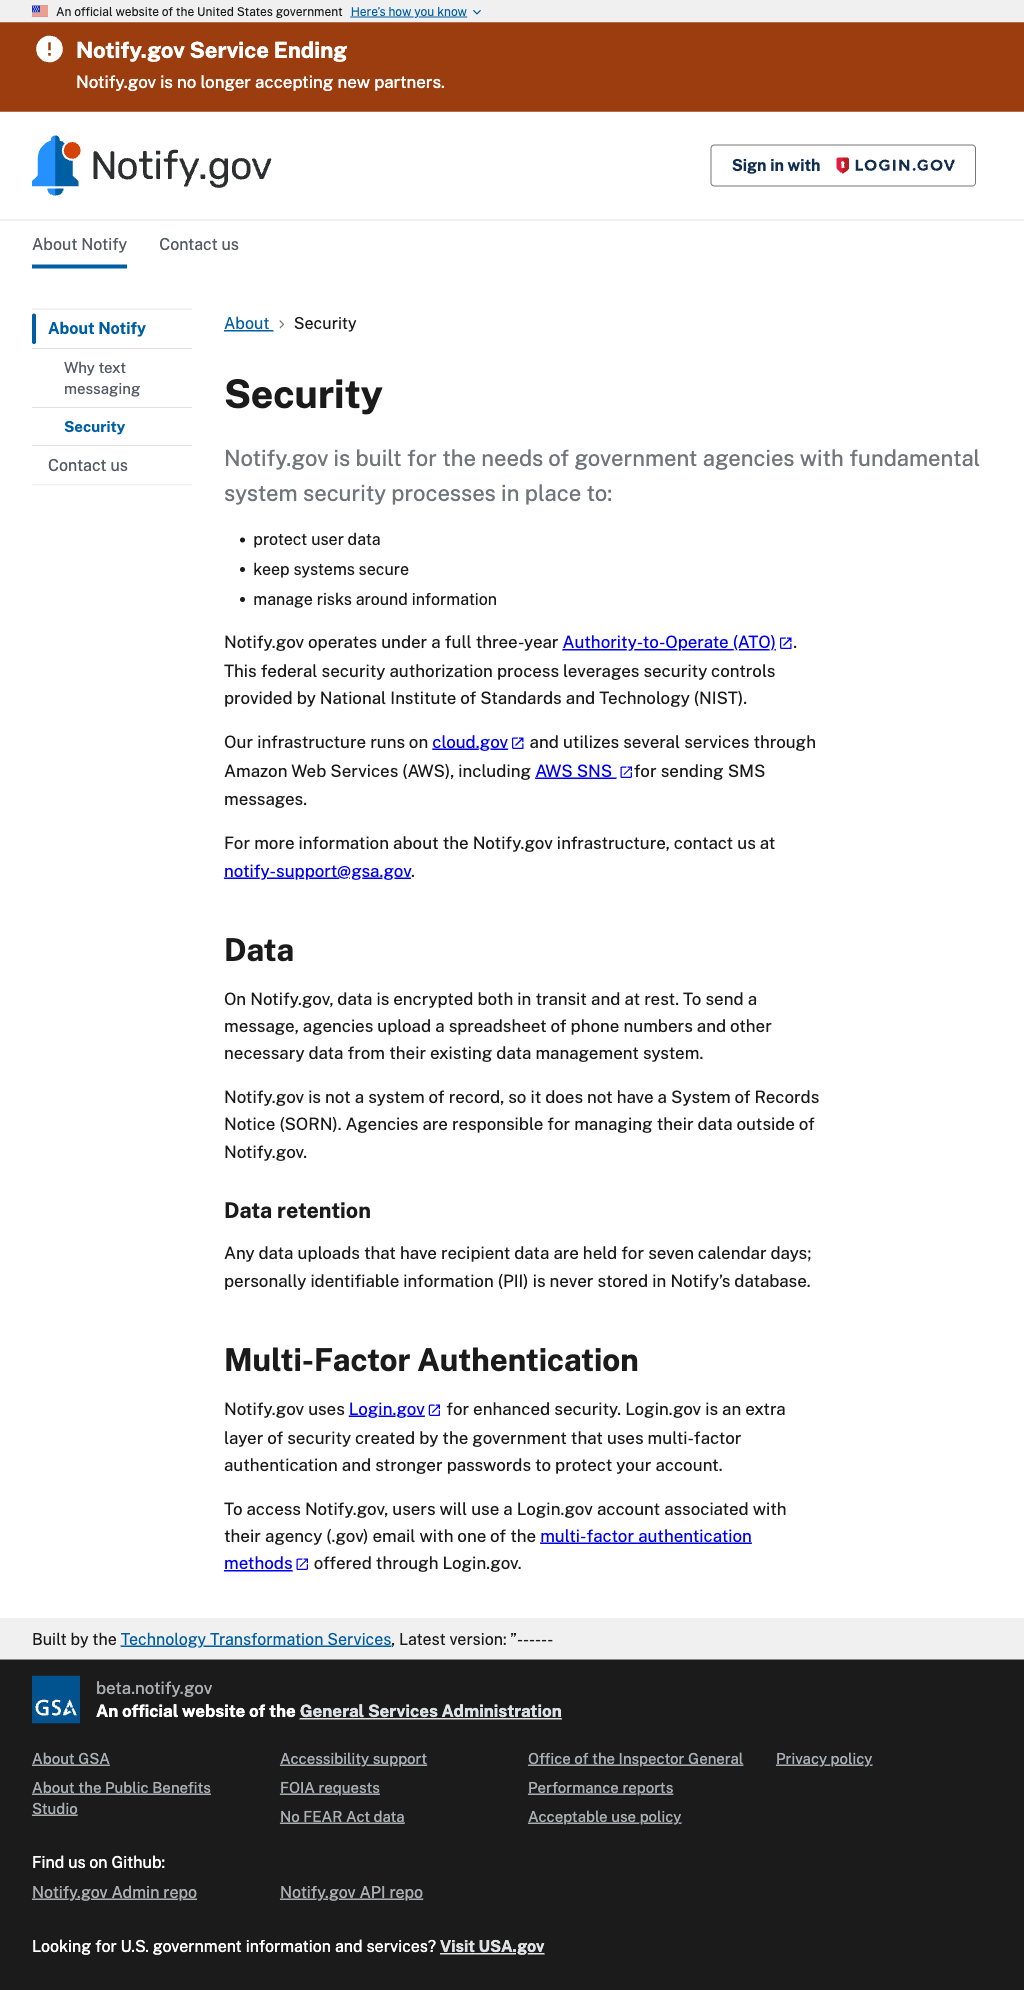 An official website of the United States government Here's how you know
Notify.gov Service Ending
Notify.gov is no longer accepting new partners.
Notify.gov
Sign in with LOGIN.GOV
About Notify Contact us
About Notify
Why text
messaging
Security
Contact us
About > Security
Security
Notify.gov is built for the needs of government agencies with fundamental
system security processes in place to:
• protect user data
• keep systems secure
• manage risks around information
Notify.gov operates under a full three-year Authority-to-Operate (ATO).
This federal security authorization process leverages security controls
provided by National Institute of Standards and Technology (NIST).
Our infrastructure runs on cloud.gov and utilizes several services through
Amazon Web Services (AWS), including AWS SNS for sending SMS
messages.
For more information about the Notify.gov infrastructure, contact us at
notify-support@gsa.gov.
Data
On Notify.gov, data is encrypted both in transit and at rest. To send a
message, agencies upload a spreadsheet of phone numbers and other
necessary data from their existing data management system.
Notify.gov is not a system of record, so it does not have a System of Records
Notice (SORN). Agencies are responsible for managing their data outside of
Notify.gov.
Data retention
Any data uploads that have recipient data are held for seven calendar days;
personally identifiable information (PII) is never stored in Notify’s database.
Multi-Factor Authentication
Notify.gov uses Login.gov for enhanced security. Login.gov is an extra
layer of security created by the government that uses multi-factor
authentication and stronger passwords to protect your account.
To access Notify.gov, users will use a Login.gov account associated with
their agency (.gov) email with one of the multi-factor authentication
methods offered through Login.gov.
Built by the Technology Transformation Services, Latest version: ”------
GSA
beta.notify.gov
An official website of the General Services Administration
About GSA
About the Public Benefits
Studio
Accessibility support
FOIA requests
No FEAR Act data
Office of the Inspector General
Performance reports
Acceptable use policy
Privacy policy
Find us on Github:
Notify.gov Admin repo Notify.gov API repo
Looking for U.S. government information and services? Visit USA.gov